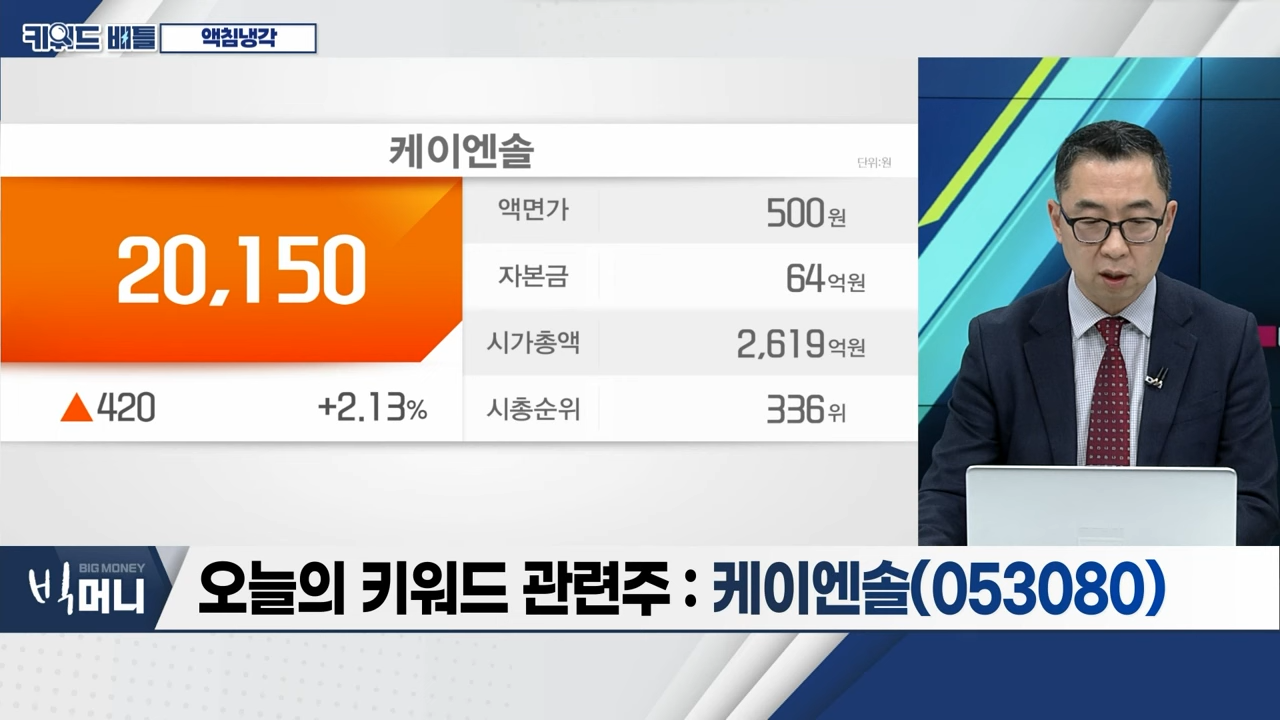 키워드 배틀
액침냉각
케이엔솔
단위:원
20,150
▲420 +2.13%
액면가 500원
자본금 64억원
시가총액 2,619억원
시총순위 336위
BIG MONEY
빅머니
오늘의 키워드 관련주 : 케이엔솔(053080)